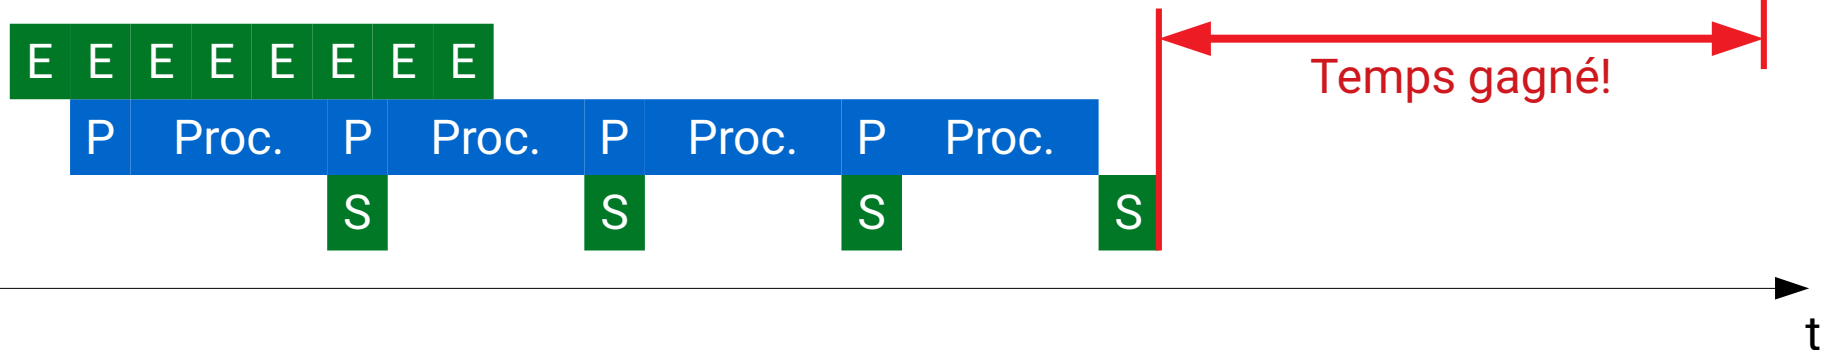 E E E E E E E E
Temps gagné!
P Proc. P Proc. P Proc. P Proc.
S S S S
t